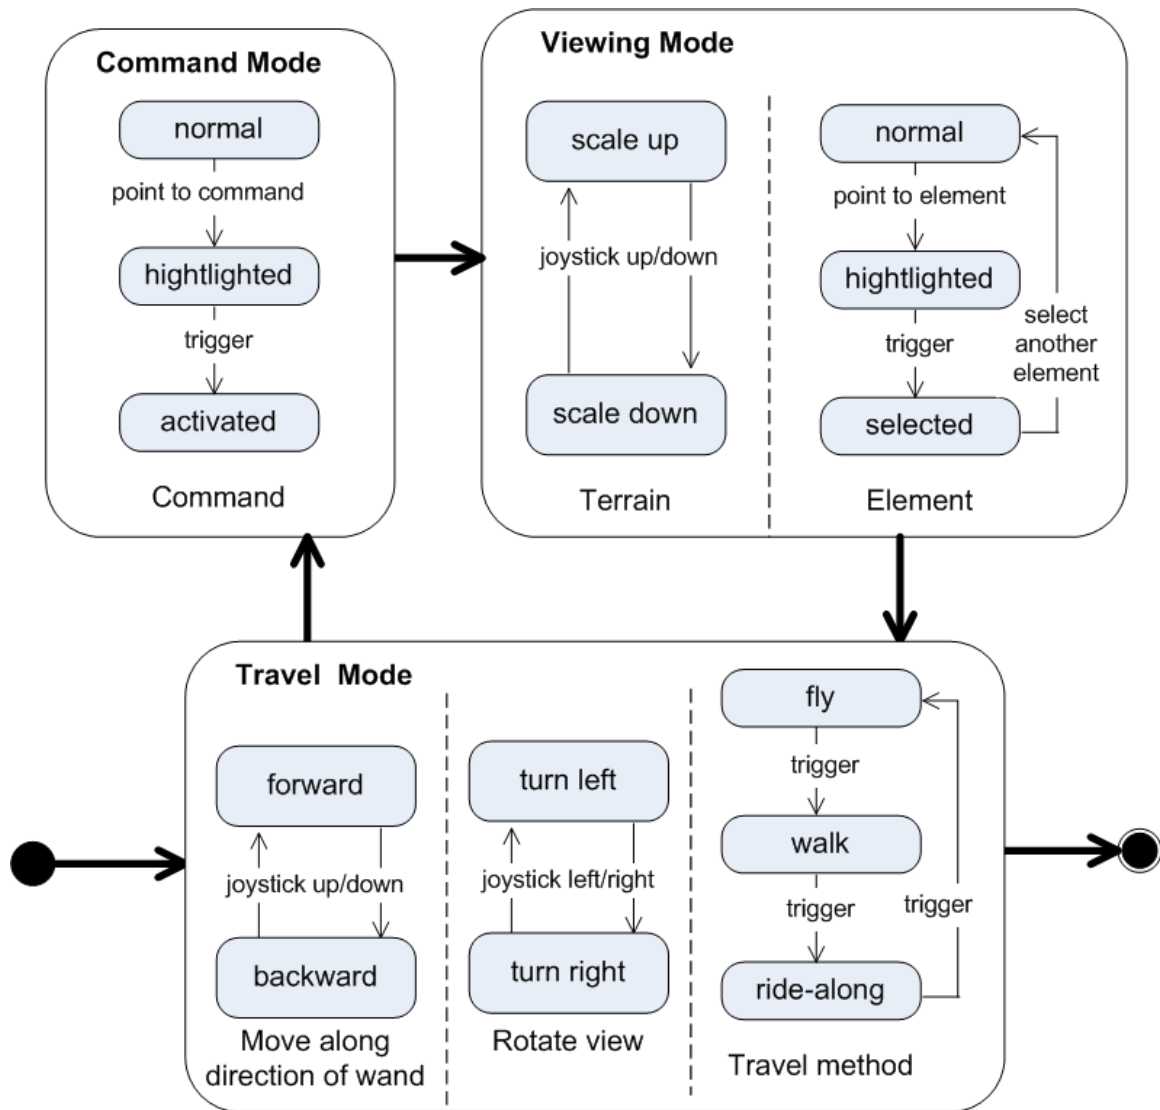 Command Mode
normal
point to command
hightlighted
trigger
activated
Command
Viewing Mode
scale up
joystick up/down
scale down
Terrain
normal
point to element
hightlighted
trigger
selected
select
another
element
Element
Travel Mode
forward
joystick up/down
backward
Move along
direction of wand
turn left
joystick left/right
turn right
Rotate view
fly
trigger
walk
trigger
trigger
ride-along
Travel method